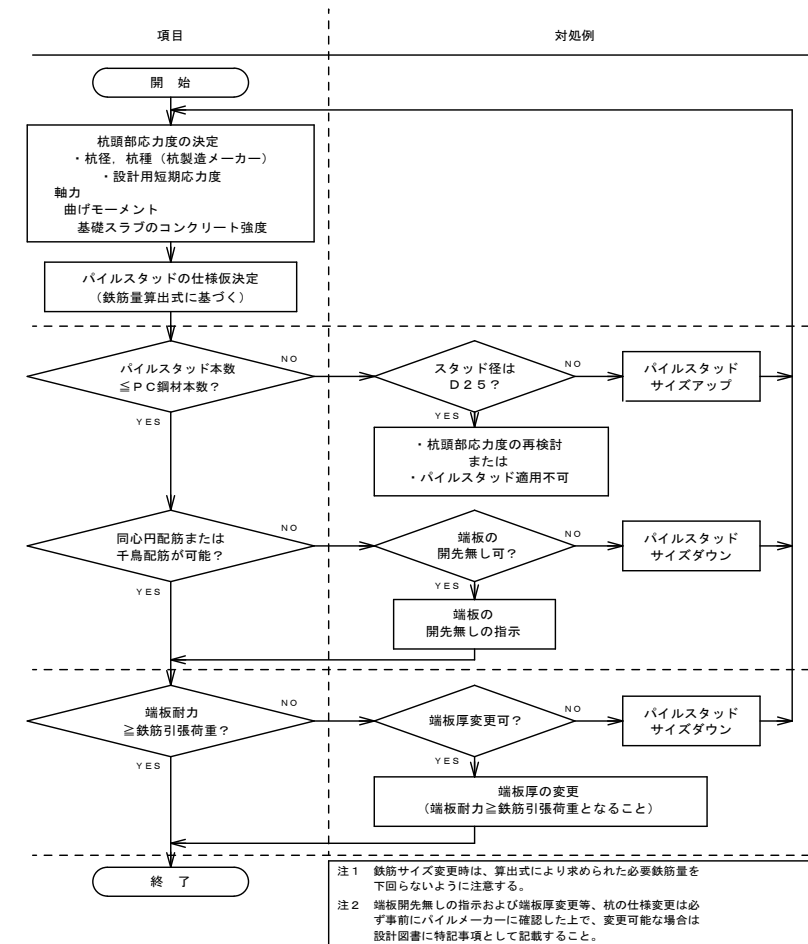 項目
対処例
開　始
杭頭部応力度の決定
・杭径，杭種（杭製造メーカー）
・設計用短期応力度
軸力
曲げモーメント
基礎スラブのコンクリート強度
パイルスタッドの仕様仮決定
（鉄筋量算出式に基づく）
パイルスタッド本数
≦ＰＣ鋼材本数？
NO
スタッド径は
Ｄ２５？
NO
パイルスタッド
サイズアップ
YES
YES
・杭頭部応力度の再検討
または
・パイルスタッド適用不可
同心円配筋または
千鳥配筋が可能？
NO
端板の
開先無し可？
NO
パイルスタッド
サイズダウン
YES
YES
端板の
開先無しの指示
端板耐力
≧鉄筋引張荷重？
NO
端板厚変更可？
NO
パイルスタッド
サイズダウン
YES
YES
端板厚の変更
（端板耐力≧鉄筋引張荷重となること）
終　了
注１　鉄筋サイズ変更時は、算出式により求められた必要鉄筋量を
下回らないように注意する。
注２　端板開先無しの指示および端板厚変更等、杭の仕様変更は必
ず事前にパイルメーカーに確認した上で、変更可能な場合は
設計図書に特記事項として記載すること。